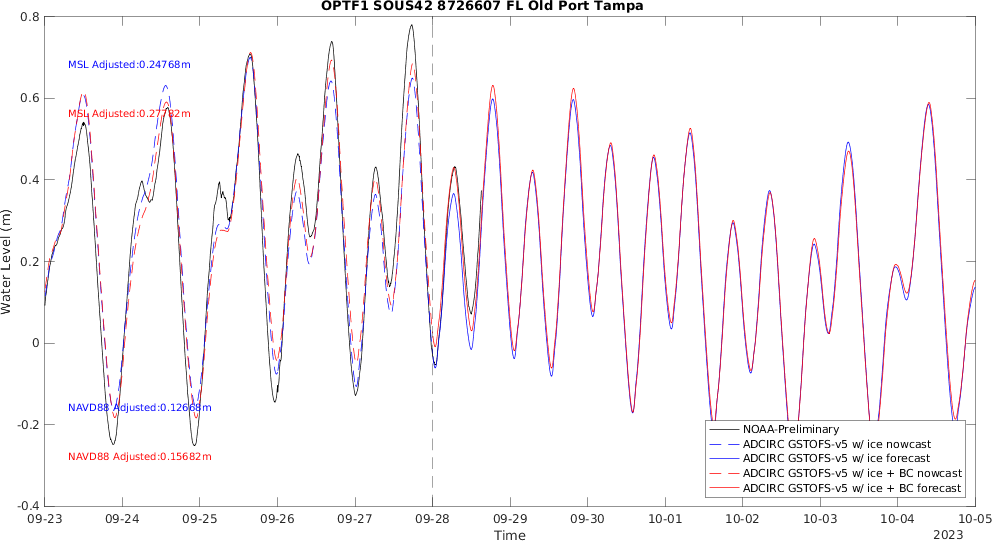 OPTF1 SOUS42 8726607 FL Old Port Tampa
0.8
0.6
0.4
0.2
0
-0.2
-0.4
Water Level (m)
MSL Adjusted:0.24768m
MSL Adjusted:0.27782m
NAVD88 Adjusted:0.12668m
NAVD88 Adjusted:0.15682m
NOAA-Preliminary
ADCIRC GSTOFS-v5 w/ ice nowcast
ADCIRC GSTOFS-v5 w/ ice forecast
ADCIRC GSTOFS-v5 w/ ice + BC nowcast
ADCIRC GSTOFS-v5 w/ ice + BC forecast
09-23 09-24 09-25 09-26 09-27 09-28 09-29 09-30 10-01 10-02 10-03 10-04 10-05
Time
2023